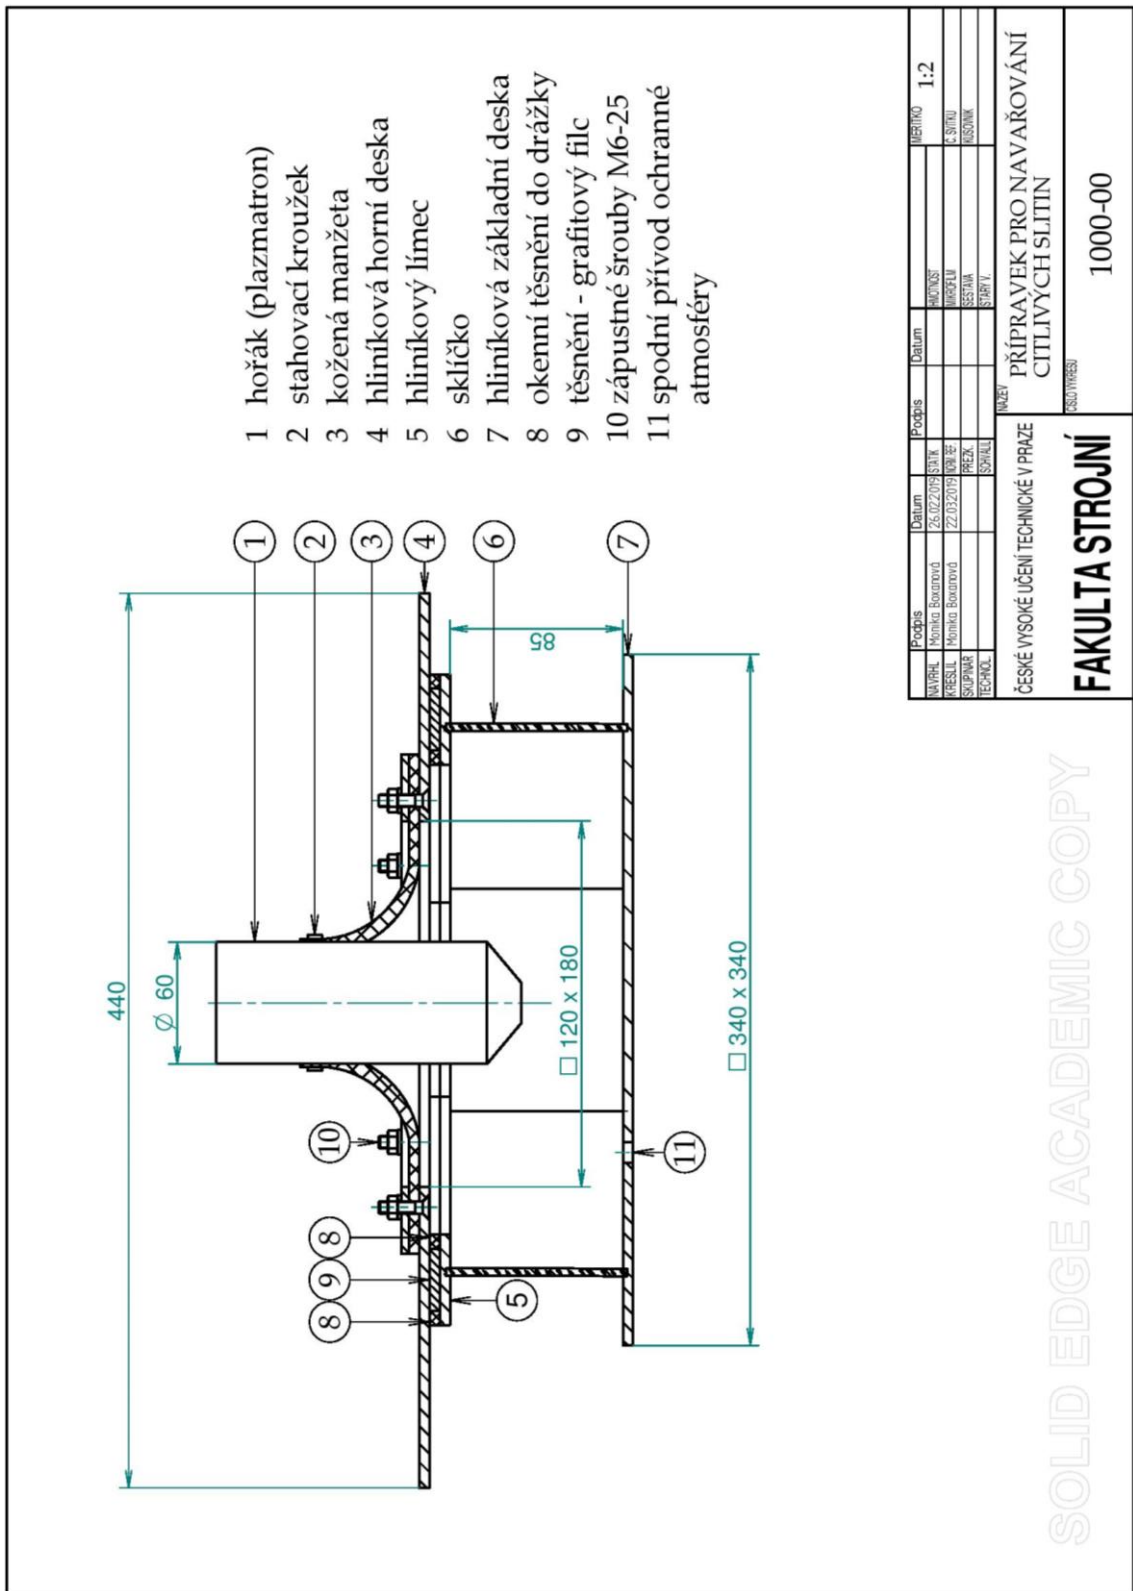 440
Ø 60
□ 120 x 180
85
□ 340 x 340
1
2
3
4
5
6
7
8
9
8
10
11
1 hořák (plazmatron)
2 stahovací kroužek
3 kožená manžeta
4 hliníková horní deska
5 hliníkový límec
6 sklíčko
7 hliníková základní deska
8 okenní těsnění do drážky
9 těsnění - grafitový filc
10 zápustné šrouby M6-25
11 spodní přívod ochranné
atmosféry
Podpis Datum Podpis Datum MĚŘÍTKO
NAVRHL Monika Boxanová 26.02.2019 STATIK HMOTNOST 1:2
KRESLIL Monika Boxanová 22.03.2019 NORM.REF. MIKROFILM Č. SVITKU
SKUPINAR PREZK. SESTAVA KUSOVNIK
TECHNOL. SCHVALIL STARY V.
ČESKÉ VYSOKÉ UČENÍ TECHNICKÉ V PRAZE
FAKULTA STROJNÍ
NÁZEV
PŘÍPRAVEK PRO NAVAŘOVÁNÍ
CITLIVÝCH SLITIN
ČÍSLO VÝKRESU
1000-00
SOLID EDGE ACADEMIC COPY